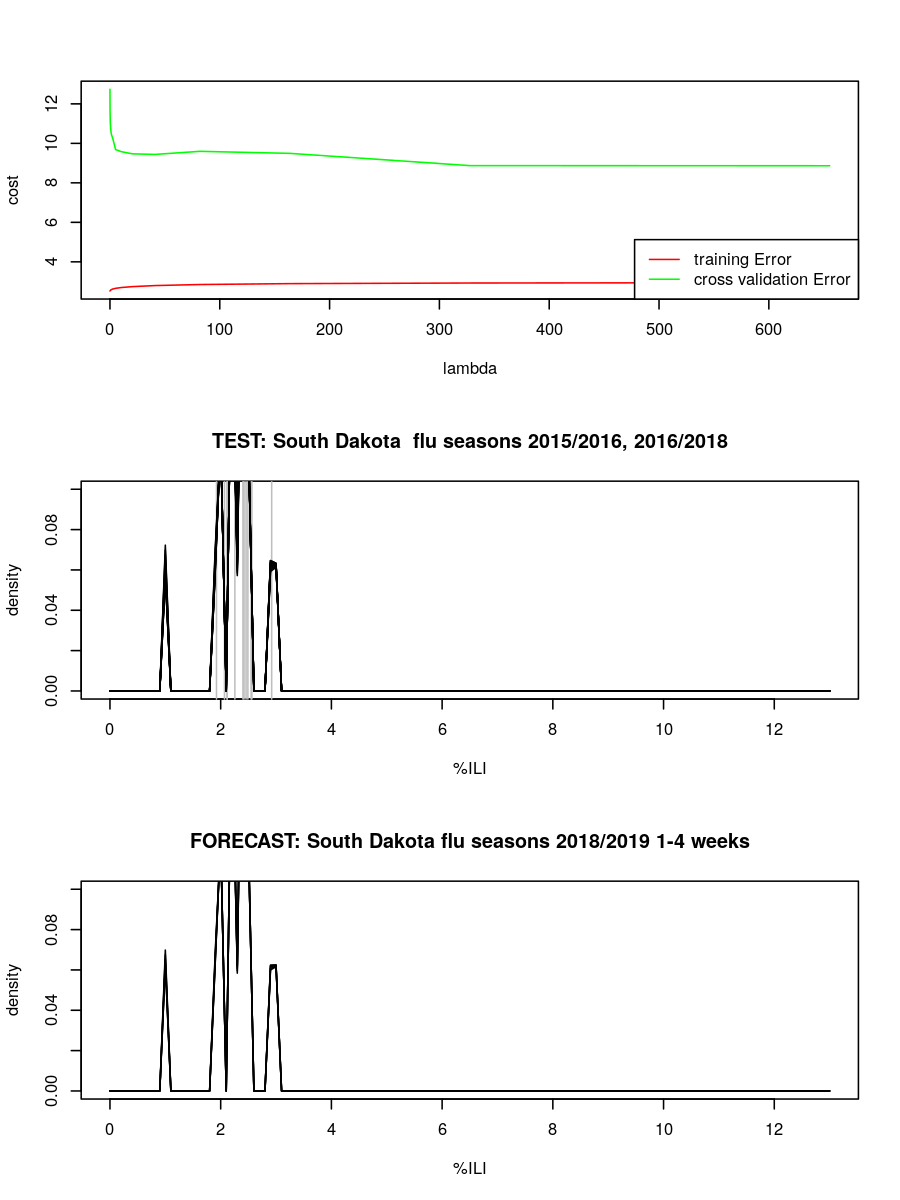 12
10
8
6
4
cost
training Error
cross validation Error
0 100 200 300 400 500 600
lambda
TEST: South Dakota  flu seasons 2015/2016, 2016/2018
0.08
0.04
0.00
density
0 2 4 6 8 10 12
%ILI
FORECAST: South Dakota flu seasons 2018/2019 1-4 weeks
0.08
0.04
0.00
density
0 2 4 6 8 10 12
%ILI